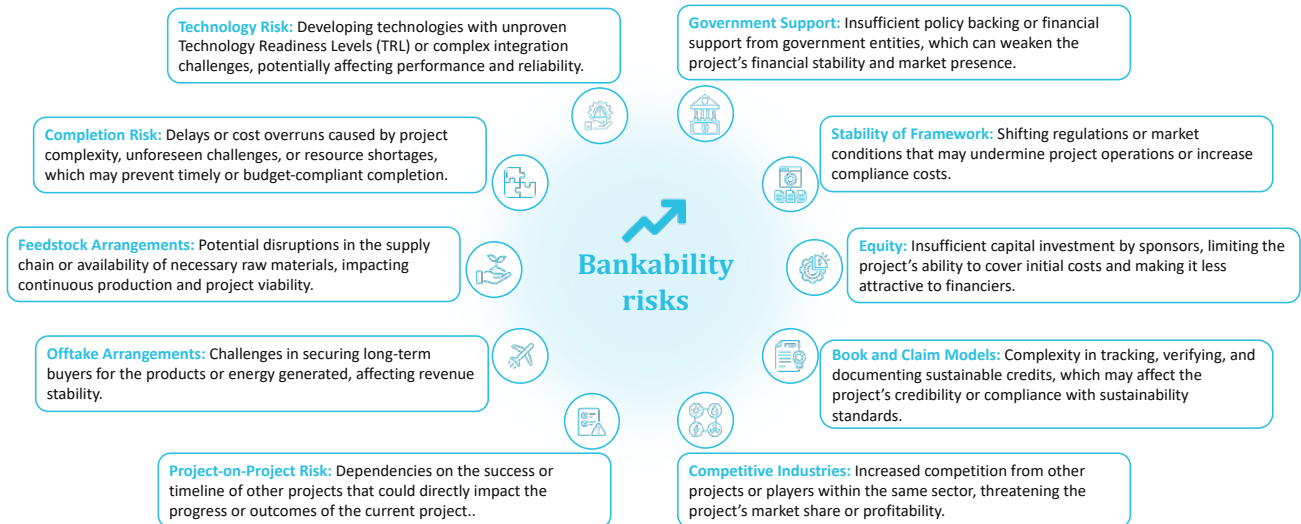 Technology Risk: Developing technologies with unproven
Technology Readiness Levels (TRL) or complex integration
challenges, potentially affecting performance and reliability.
Government Support: Insufficient policy backing or financial
support from government entities, which can weaken the
project's financial stability and market presence.
Completion Risk: Delays or cost overruns caused by project
complexity, unforeseen challenges, or resource shortages,
which may prevent timely or budget-compliant completion.
Stability of Framework: Shifting regulations or market
conditions that may undermine project operations or increase
compliance costs.
Feedstock Arrangements: Potential disruptions in the supply
chain or availability of necessary raw materials, impacting
continuous production and project viability.
Bankability
risks
Equity: Insufficient capital investment by sponsors, limiting the
project's ability to cover initial costs and making it less
attractive to financiers.
Offtake Arrangements: Challenges in securing long-term
buyers for the products or energy generated, affecting revenue
stability.
Book and Claim Models: Complexity in tracking, verifying, and
documenting sustainable credits, which may affect the
project's credibility or compliance with sustainability
standards.
Project-on-Project Risk: Dependencies on the success or
timeline of other projects that could directly impact the
progress or outcomes of the current project..
Competitive Industries: Increased competition from other
projects or players within the same sector, threatening the
project's market share or profitability.